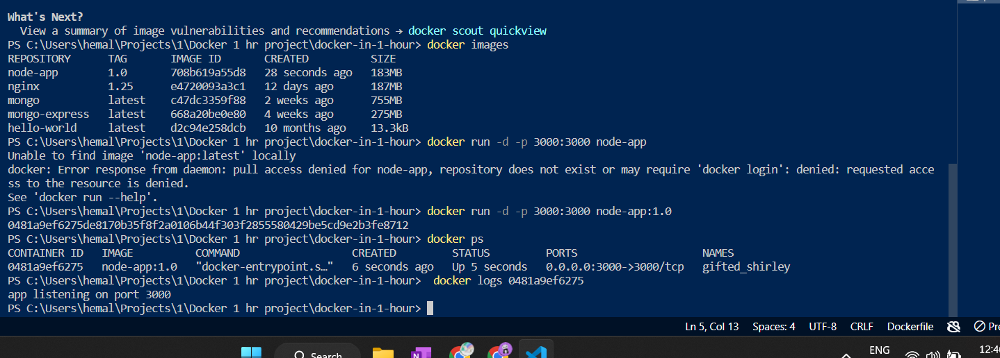 What's Next?
  View a summary of image vulnerabilities and recommendations → docker scout quickview
PS C:\Users\hemal\Projects\1\Docker 1 hr project\docker-in-1-hour> docker images
REPOSITORY      TAG       IMAGE ID       CREATED          SIZE
node-app        1.0       708b619a55d8   28 seconds ago   183MB
nginx           1.25      e4720093a3c1   12 days ago      187MB
mongo           latest    c47dc3359f88   2 weeks ago      755MB
mongo-express   latest    668a20be0e80   4 weeks ago      275MB
hello-world     latest    d2c94e258dcb   10 months ago    13.3kB
PS C:\Users\hemal\Projects\1\Docker 1 hr project\docker-in-1-hour> docker run -d -p 3000:3000 node-app
Unable to find image 'node-app:latest' locally
docker: Error response from daemon: pull access denied for node-app, repository does not exist or may require 'docker login': denied: requested acce
ss to the resource is denied.
See 'docker run --help'.
PS C:\Users\hemal\Projects\1\Docker 1 hr project\docker-in-1-hour> docker run -d -p 3000:3000 node-app:1.0
0481a9ef6275de8170b35f8f2a0106b44f303f2855580429be5cd9e2b3fe8712
PS C:\Users\hemal\Projects\1\Docker 1 hr project\docker-in-1-hour> docker ps
CONTAINER ID   IMAGE          COMMAND                  CREATED         STATUS         PORTS                    NAMES
0481a9ef6275   node-app:1.0   "docker-entrypoint.s…"   6 seconds ago   Up 5 seconds   0.0.0.0:3000->3000/tcp   gifted_shirley
PS C:\Users\hemal\Projects\1\Docker 1 hr project\docker-in-1-hour>  docker logs 0481a9ef6275
app listening on port 3000
PS C:\Users\hemal\Projects\1\Docker 1 hr project\docker-in-1-hour>
Ln 5, Col 13   Spaces: 4   UTF-8   CRLF   Dockerfile
Search   ENG